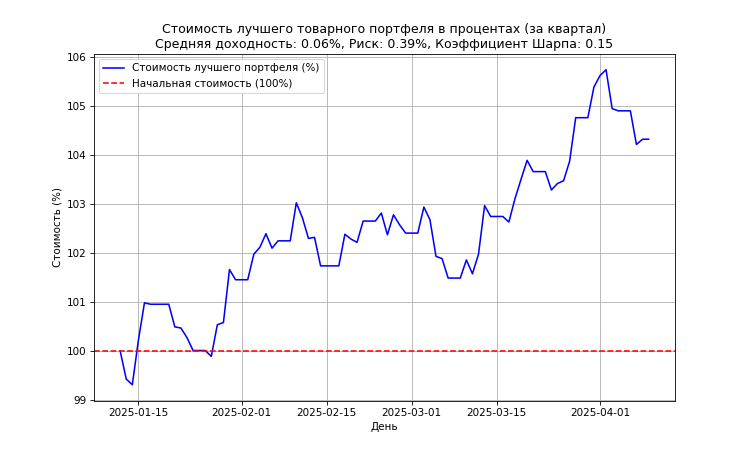 Стоимость лучшего товарного портфеля в процентах (за квартал)
Средняя доходность: 0.06%, Риск: 0.39%, Коэффициент Шарпа: 0.15
Стоимость лучшего портфеля (%)
Начальная стоимость (100%)
Стоимость (%)
106
105
104
103
102
101
100
99
2025-01-15
2025-02-01
2025-02-15
2025-03-01
2025-03-15
2025-04-01
День